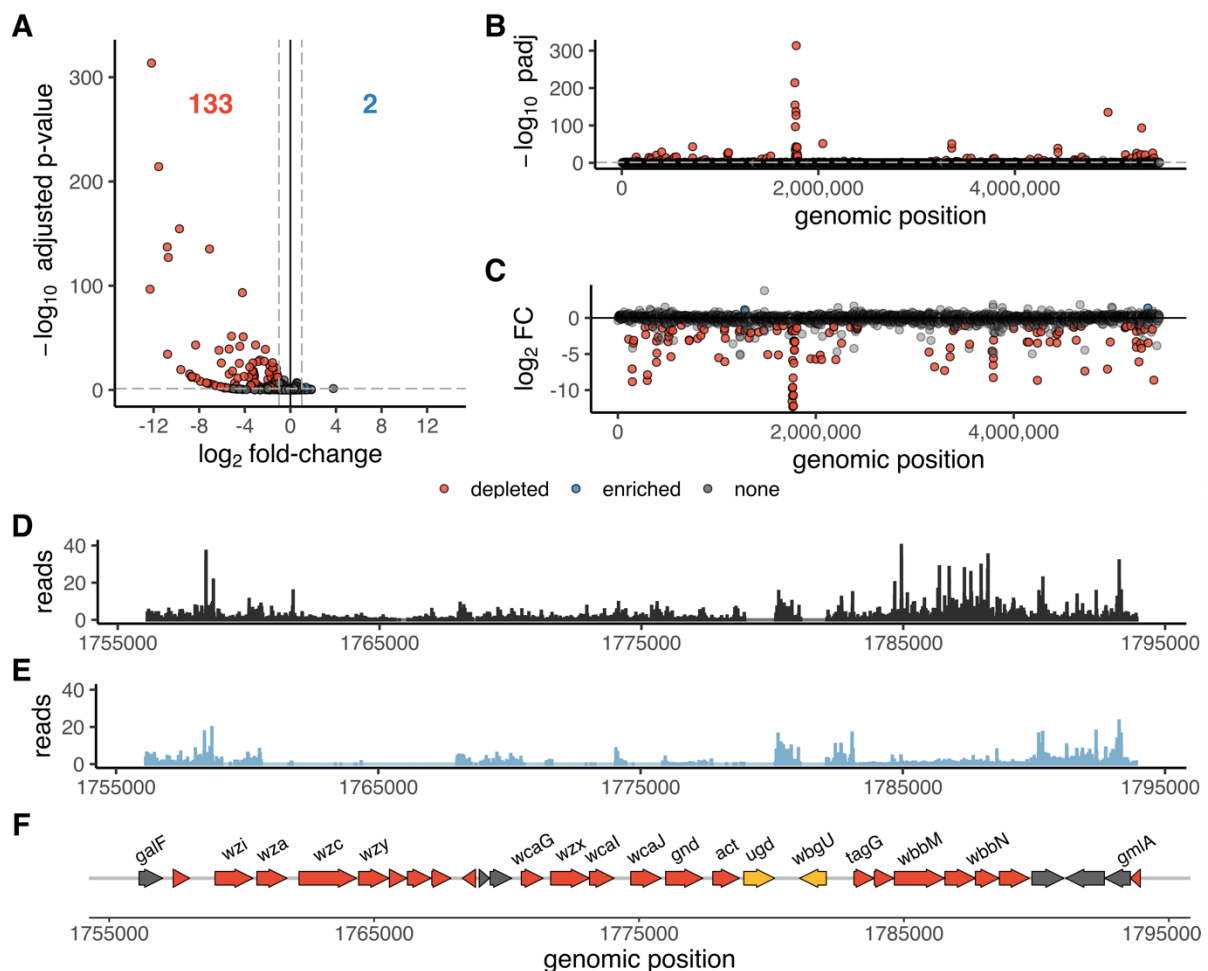 A
300
200
100
0
−log10 adjusted p-value
133
2
-12 -8 -4 0 4 8 12
log2 fold-change
B
300
200
100
0
−log10 padj
0 2,000,000 4,000,000
genomic position
C
0
-5
-10
log2 FC
0 2,000,000 4,000,000
genomic position
depleted enriched none
D
40
20
0
reads
1755000 1765000 1775000 1785000 1795000
E
40
20
0
reads
1755000 1765000 1775000 1785000 1795000
F
galF wzi wza wzc wzy wcaG wzx wcaI wcaJ gnd act ugd wbgU tagG wbbM wbbN gmlA
1755000 1765000 1775000 1785000 1795000
genomic position